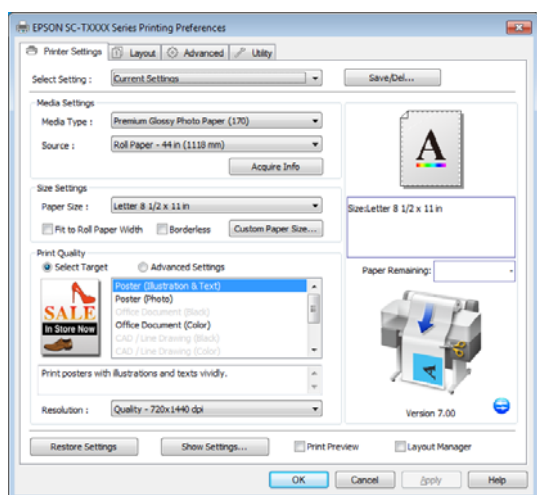 EPSON SC-TXXXX Series Printing Preferences
Printer Settings Layout Advanced Utility
Select Setting : Current Settings Save/Del...
Media Settings
Media Type : Premium Glossy Photo Paper (170)
Source : Roll Paper - 44 in (1118 mm)
Acquire Info
A
Size Settings
Paper Size : Letter 8 1/2 x 11 in
Fit to Roll Paper Width Borderless Custom Paper Size...
Size:Letter 8 1/2 x 11 in
Print Quality
Select Target Advanced Settings
Paper Remaining: -
SALE
In Store Now
Poster (Illustration & Text)
Poster (Photo)
Office Document (Black)
Office Document (Color)
CAD / Line Drawing (Black)
CAD / Line Drawing (Color)
A
Print posters with illustrations and texts vividly.
Resolution : Quality - 720x1440 dpi
Version 7.00
Restore Settings Show Settings... Print Preview Layout Manager
OK Cancel Apply Help